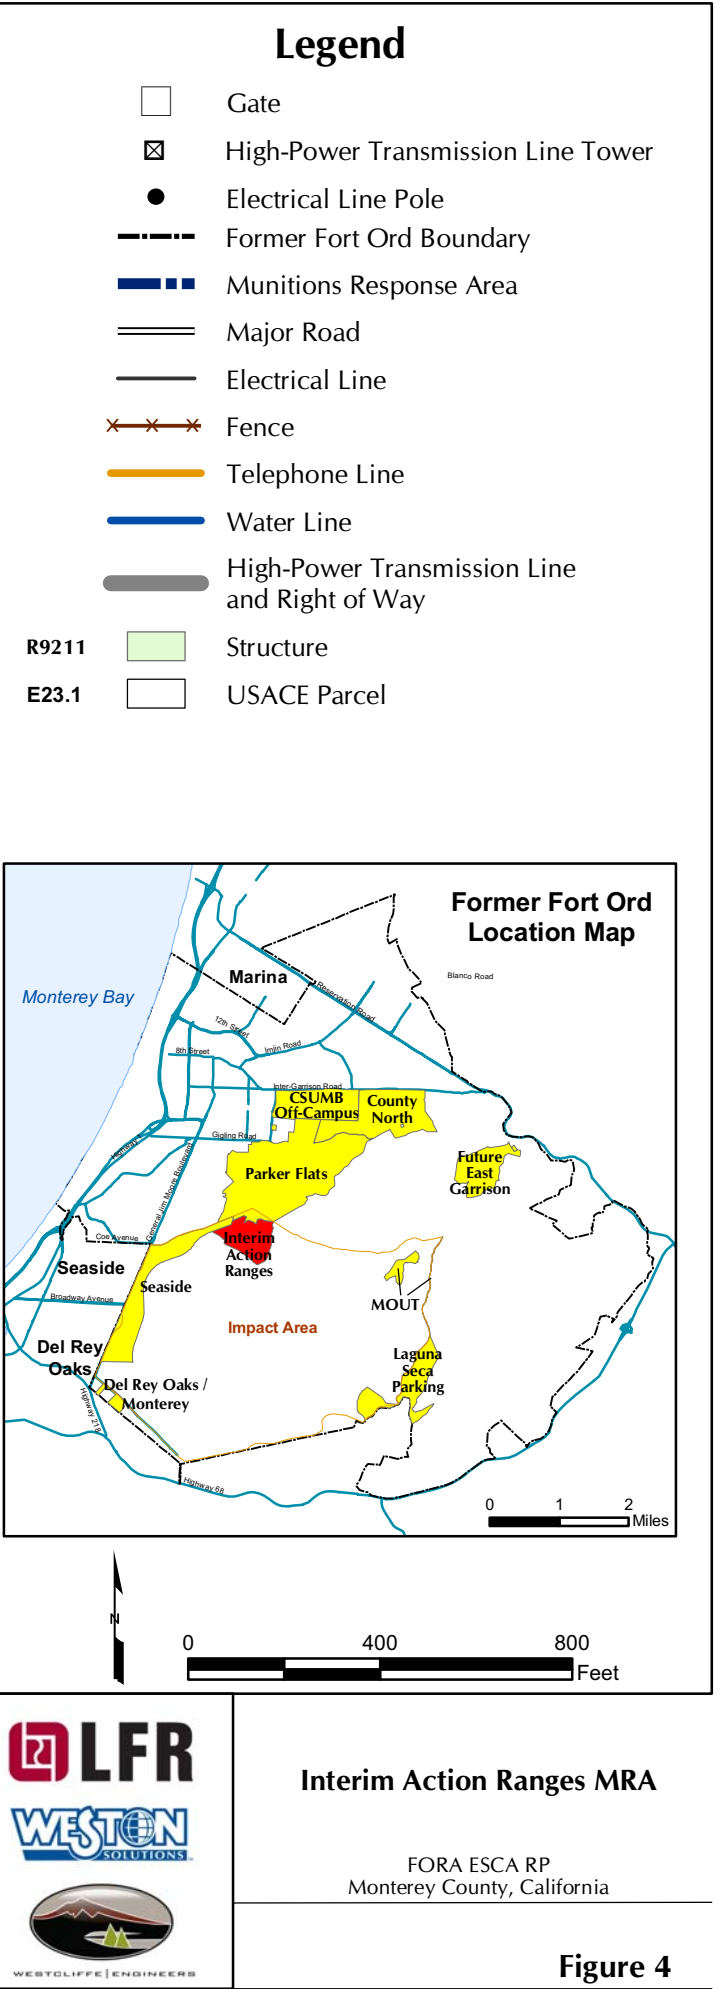 Legend
Gate
High-Power Transmission Line Tower
Electrical Line Pole
Former Fort Ord Boundary
Munitions Response Area
Major Road
Electrical Line
Fence
Telephone Line
Water Line
High-Power Transmission Line
and Right of Way
R9211 Structure
E23.1 USACE Parcel
Former Fort Ord
Location Map
Marina
Blanco Road
Monterey Bay
Reservation Road
12th Street
Imjin Road
8th Street
Inter-Garrison Road
CSUMB
Off-Campus
County
North
Gigling Road
Highway
General Jim Moore Boulevard
Parker Flats
Future
East
Garrison
Coe Avenue
Interim
Action
Ranges
Seaside
Seaside
Broadway Avenue
MOUT
Impact Area
Del Rey
Oaks
Laguna
Seca
Parking
Del Rey Oaks /
Monterey
Highway 218
Highway 68
0 1 2
Miles
N
0 400 800
Feet
LFR
WESTON
SOLUTIONS
WESTCLIFFE | ENGINEERS
Interim Action Ranges MRA
FORA ESCA RP
Monterey County, California
Figure 4